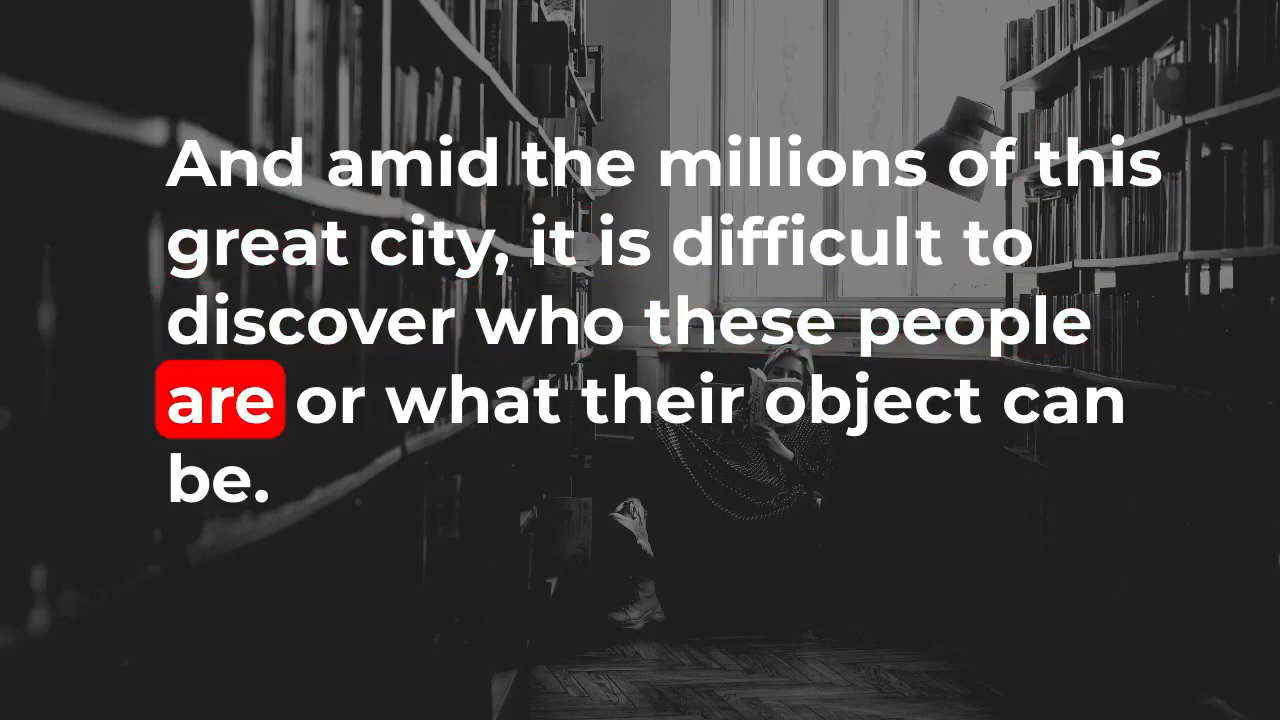 And amid the millions of this
great city, it is difficult to
discover who these people
are or what their object can
be.